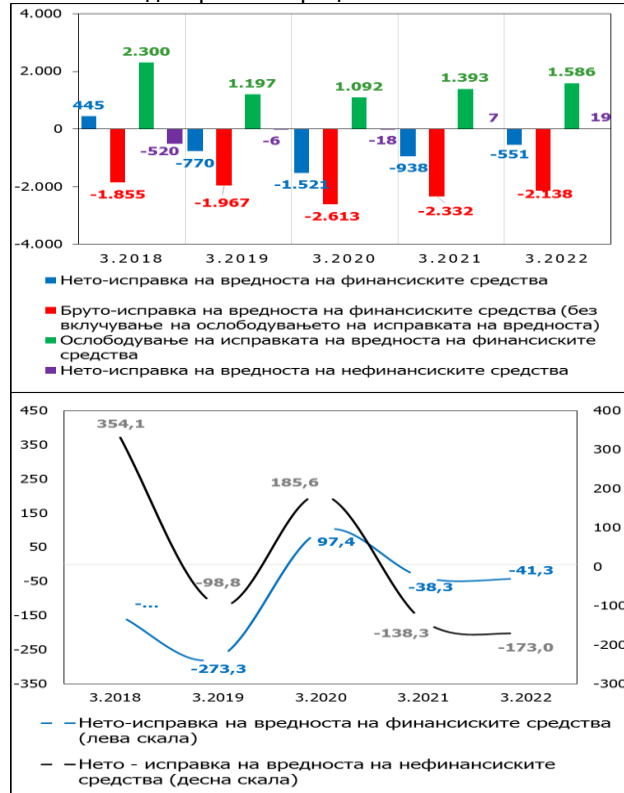 4.000
2.300
2.000
1.197
1.092
1.393
1.586
445
7
19
0
-520
-770
-6
-18
-1.521
-938
-551
-2.000
-1.855
-1.967
-2.613
-2.332
-2.138
-4.000
3.2018 3.2019 3.2020 3.2021 3.2022
Нето-исправка на вредноста на финансиските средства
Бруто-исправка на вредноста на финансиските средства (без
вклучување на ослободувањето на исправката на вредноста)
Ослободување на исправката на вредноста на финансиските
средства
Нето-исправка на вредноста на нефинансиските средства
450 400
354,1
350 300
250 185,6 200
150 100
97,4
50 0
-98,8 -38,3 -41,3
-50
-...
-100
-150
-138,3 -173,0
-200
-250
-273,3
-350 -300
3.2018 3.2019 3.2020 3.2021 3.2022
Нето-исправка на вредноста на финансиските средства
(лева скала)
Нето - исправка на вредноста на нефинансиските
средства (десна скала)